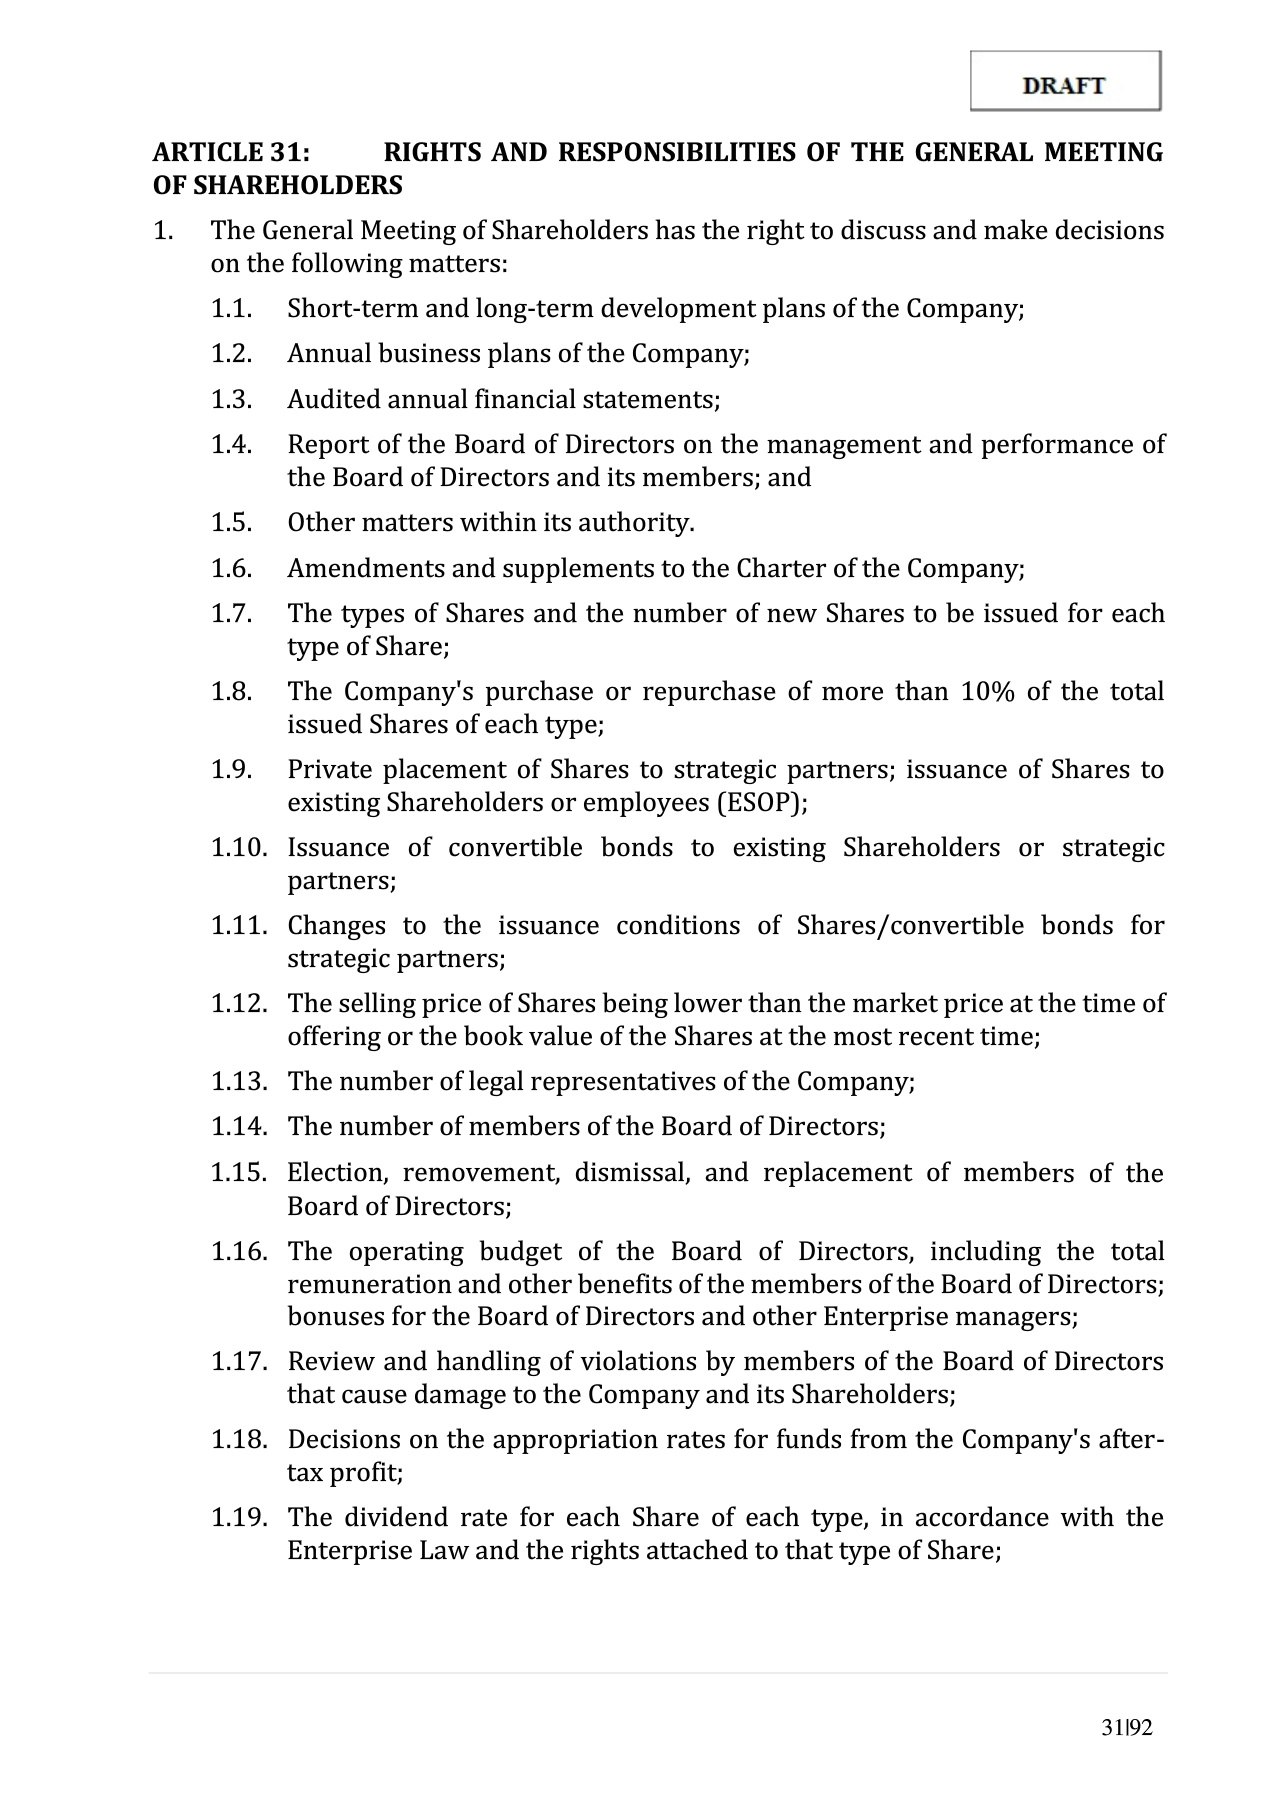 DRAFT
ARTICLE 31: RIGHTS AND RESPONSIBILITIES OF THE GENERAL MEETING
OF SHAREHOLDERS
1. The General Meeting of Shareholders has the right to discuss and make decisions
on the following matters:
1.1. Short-term and long-term development plans of the Company;
1.2. Annual business plans of the Company;
1.3. Audited annual financial statements;
1.4. Report of the Board of Directors on the management and performance of
the Board of Directors and its members; and
1.5. Other matters within its authority.
1.6. Amendments and supplements to the Charter of the Company;
1.7. The types of Shares and the number of new Shares to be issued for each
type of Share;
1.8. The Company's purchase or repurchase of more than 10% of the total
issued Shares of each type;
1.9. Private placement of Shares to strategic partners; issuance of Shares to
existing Shareholders or employees (ESOP);
1.10. Issuance of convertible bonds to existing Shareholders or strategic
partners;
1.11. Changes to the issuance conditions of Shares/convertible bonds for
strategic partners;
1.12. The selling price of Shares being lower than the market price at the time of
offering or the book value of the Shares at the most recent time;
1.13. The number of legal representatives of the Company;
1.14. The number of members of the Board of Directors;
1.15. Election, removement, dismissal, and replacement of members of the
Board of Directors;
1.16. The operating budget of the Board of Directors, including the total
remuneration and other benefits of the members of the Board of Directors;
bonuses for the Board of Directors and other Enterprise managers;
1.17. Review and handling of violations by members of the Board of Directors
that cause damage to the Company and its Shareholders;
1.18. Decisions on the appropriation rates for funds from the Company's after-
tax profit;
1.19. The dividend rate for each Share of each type, in accordance with the
Enterprise Law and the rights attached to that type of Share;
31|92